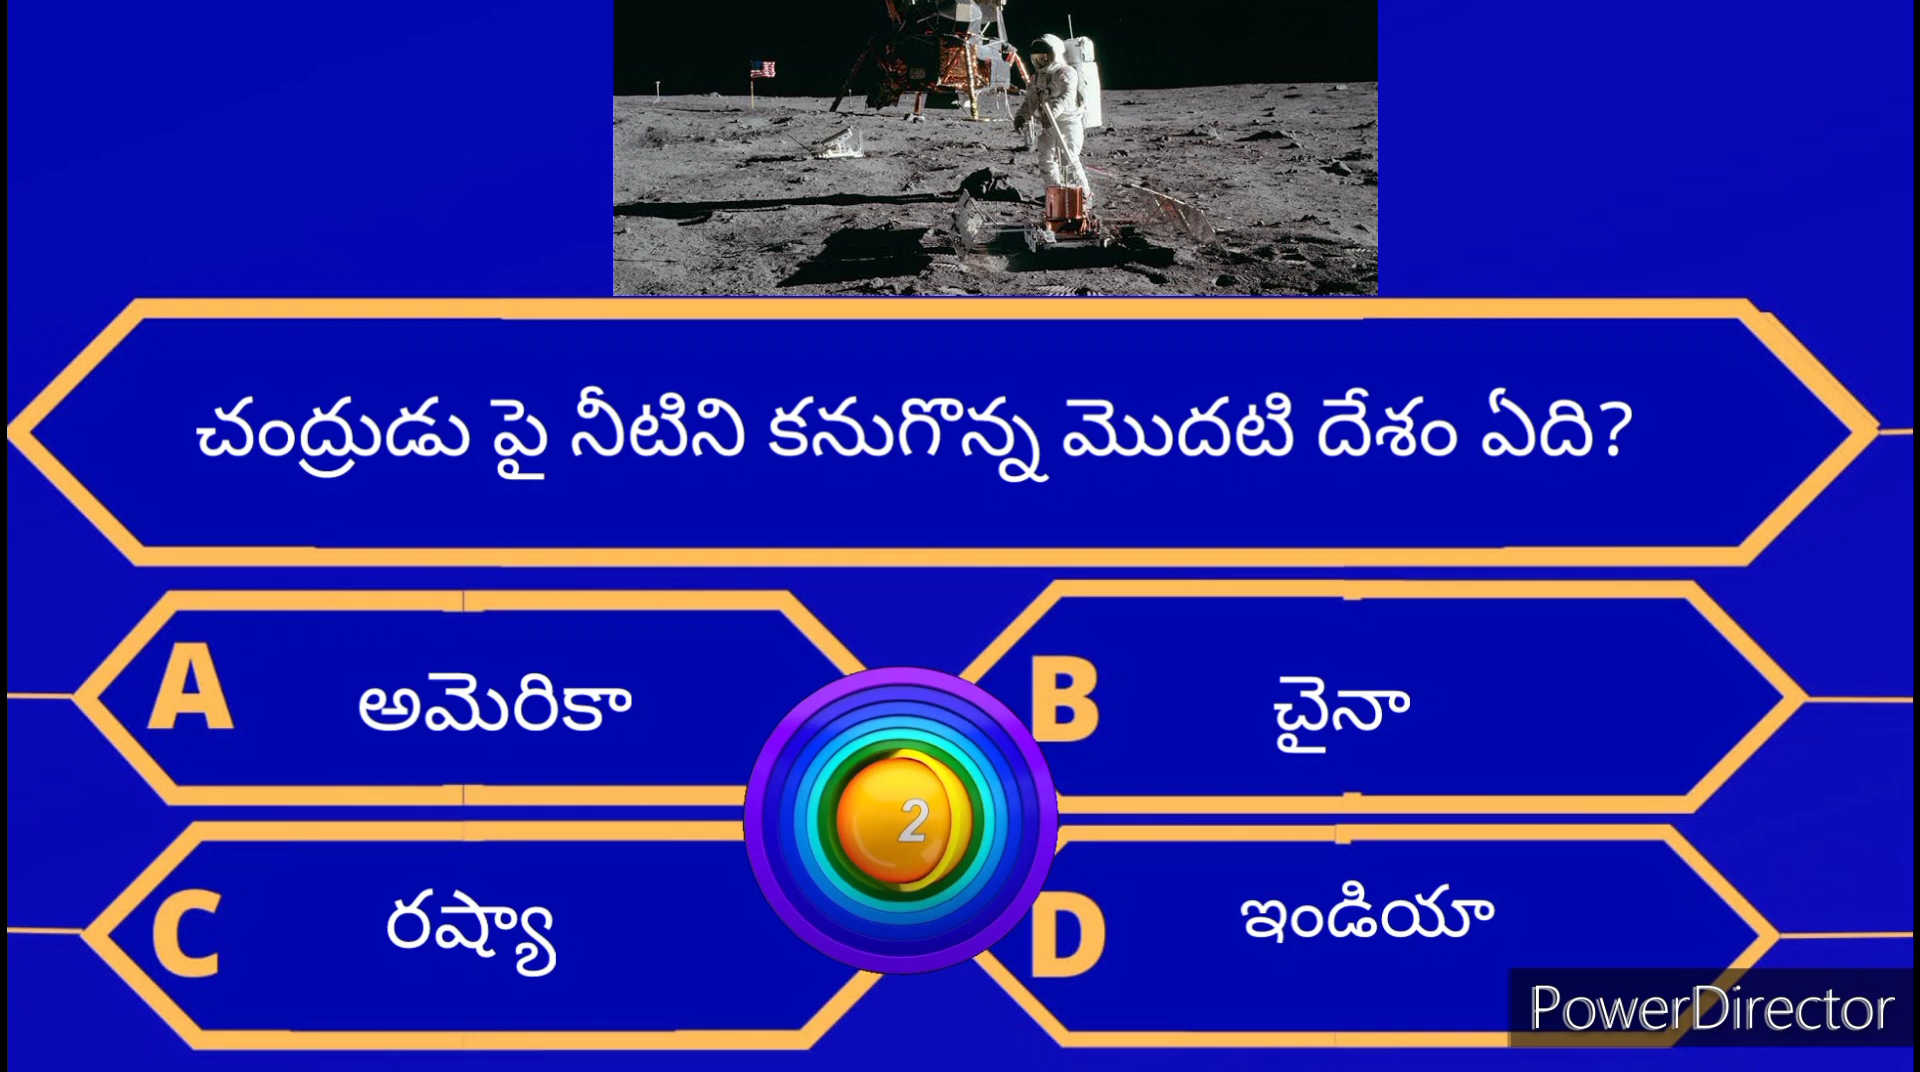 చంద్రుడు పై నీటిని కనుగొన్న మొదటి దేశం ఏది?
A అమెరికా
B చైనా
2
C రష్యా
D ఇండియా
PowerDirector